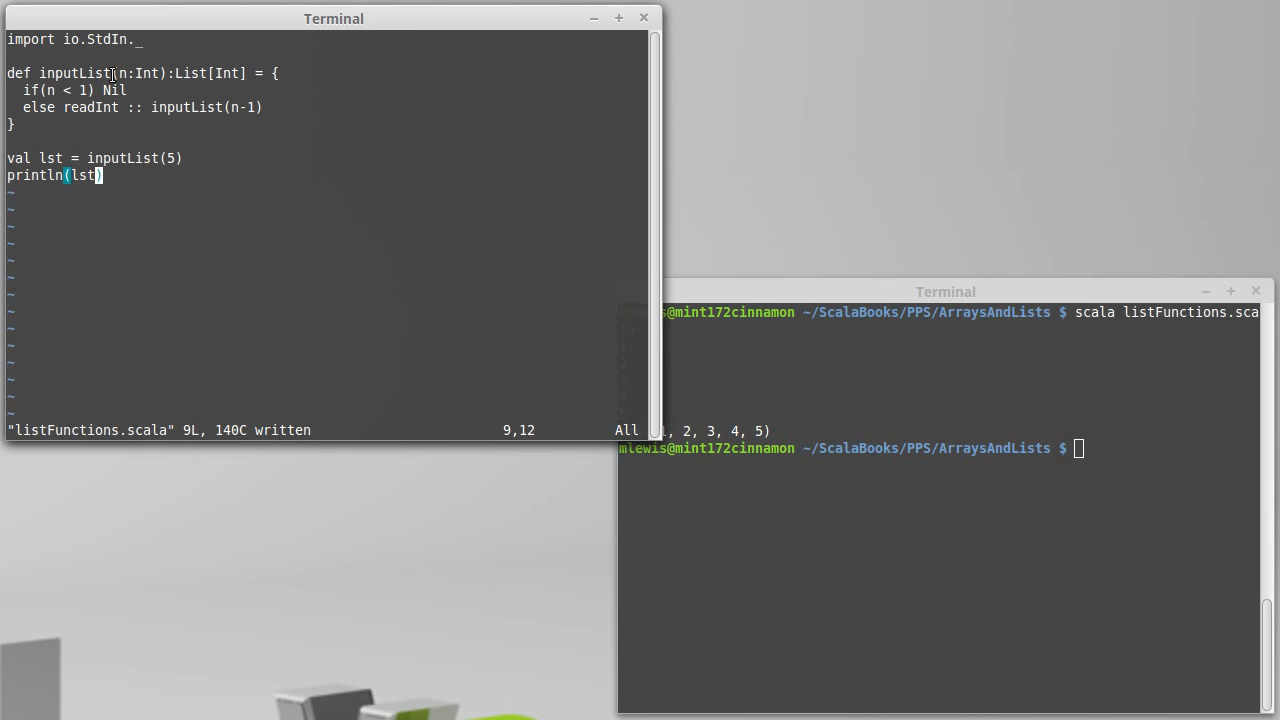 Terminal
import io.StdIn._
def inputList(n:Int):List[Int] = {
if(n < 1) Nil
else readInt :: inputList(n-1)
}
val lst = inputList(5)
println(lst)
~
~
~
~
~
~
~
~
~
~
~
~
~
~
"listFunctions.scala" 9L, 140C written 9,12 All
Terminal
mlewis@mint172cinnamon ~/ScalaBooks/PPS/ArraysAndLists $ scala listFunctions.sca
, 2, 3, 4, 5)
mlewis@mint172cinnamon ~/ScalaBooks/PPS/ArraysAndLists $